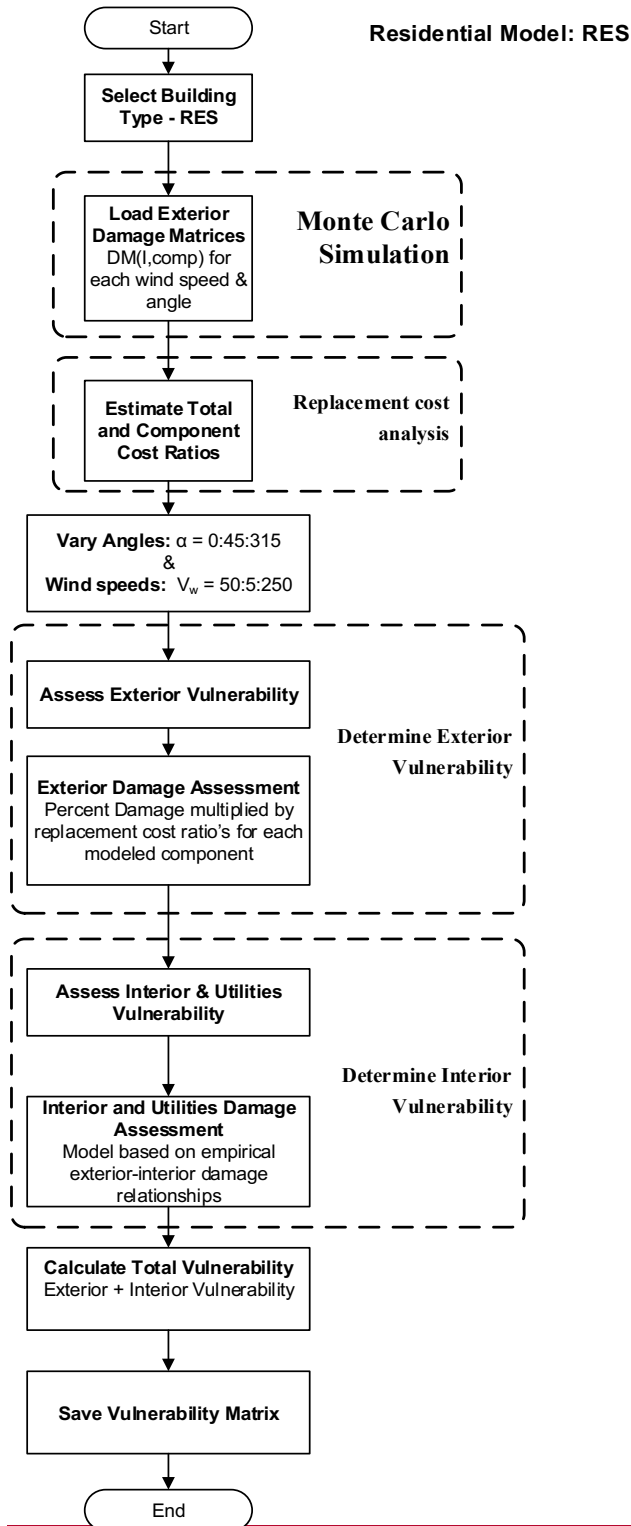 Start
Residential Model: RES
Select Building
Type - RES
Load Exterior
Damage Matrices
DM(I,comp) for
each wind speed &
angle
Monte Carlo
Simulation
Estimate Total
and Component
Cost Ratios
Replacement cost
analysis
Vary Angles: α = 0:45:315
&
Wind speeds: Vw = 50:5:250
Assess Exterior Vulnerability
Determine Exterior
Vulnerability
Exterior Damage Assessment
Percent Damage multiplied by
replacement cost ratio's for each
modeled component
Assess Interior & Utilities
Vulnerability
Determine Interior
Vulnerability
Interior and Utilities Damage
Assessment
Model based on empirical
exterior-interior damage
relationships
Calculate Total Vulnerability
Exterior + Interior Vulnerability
Save Vulnerability Matrix
End